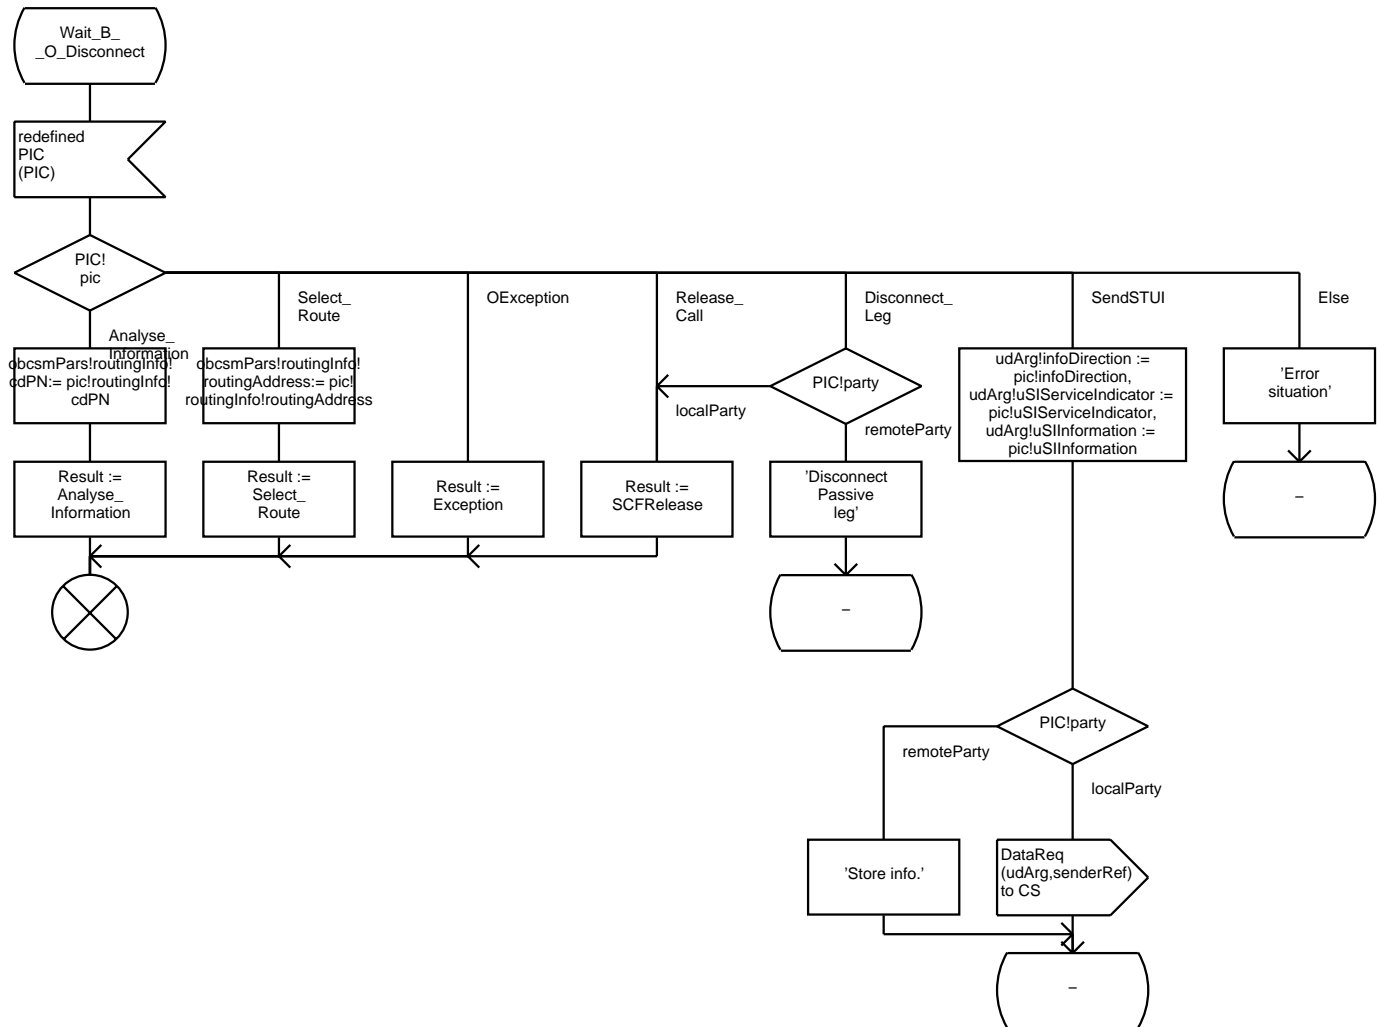 Wait_B_
_O_Disconnect
redefined
PIC
(PIC)
PIC!
pic
Select_
Route
OException
Release_
Call
Disconnect_
Leg
SendSTUI
Else
Analyse_
Information
obcsmPars!routingInfo!
cdPN:= pic!routingInfo!
cdPN
obcsmPars!routingInfo!
routingAddress:= pic!
routingInfo!routingAddress
PIC!party
localParty
remoteParty
udArg!infoDirection :=
pic!infoDirection,
udArg!uSIServiceIndicator :=
pic!uSIServiceIndicator,
udArg!uSIInformation :=
pic!uSIInformation
'Error
situation'
Result :=
Analyse_
Information
Result :=
Select_
Route
Result :=
Exception
Result :=
SCFRelease
'Disconnect
Passive
leg'
–
–
PIC!party
remoteParty
localParty
'Store info.'
DataReq
(udArg,senderRef)
to CS
–